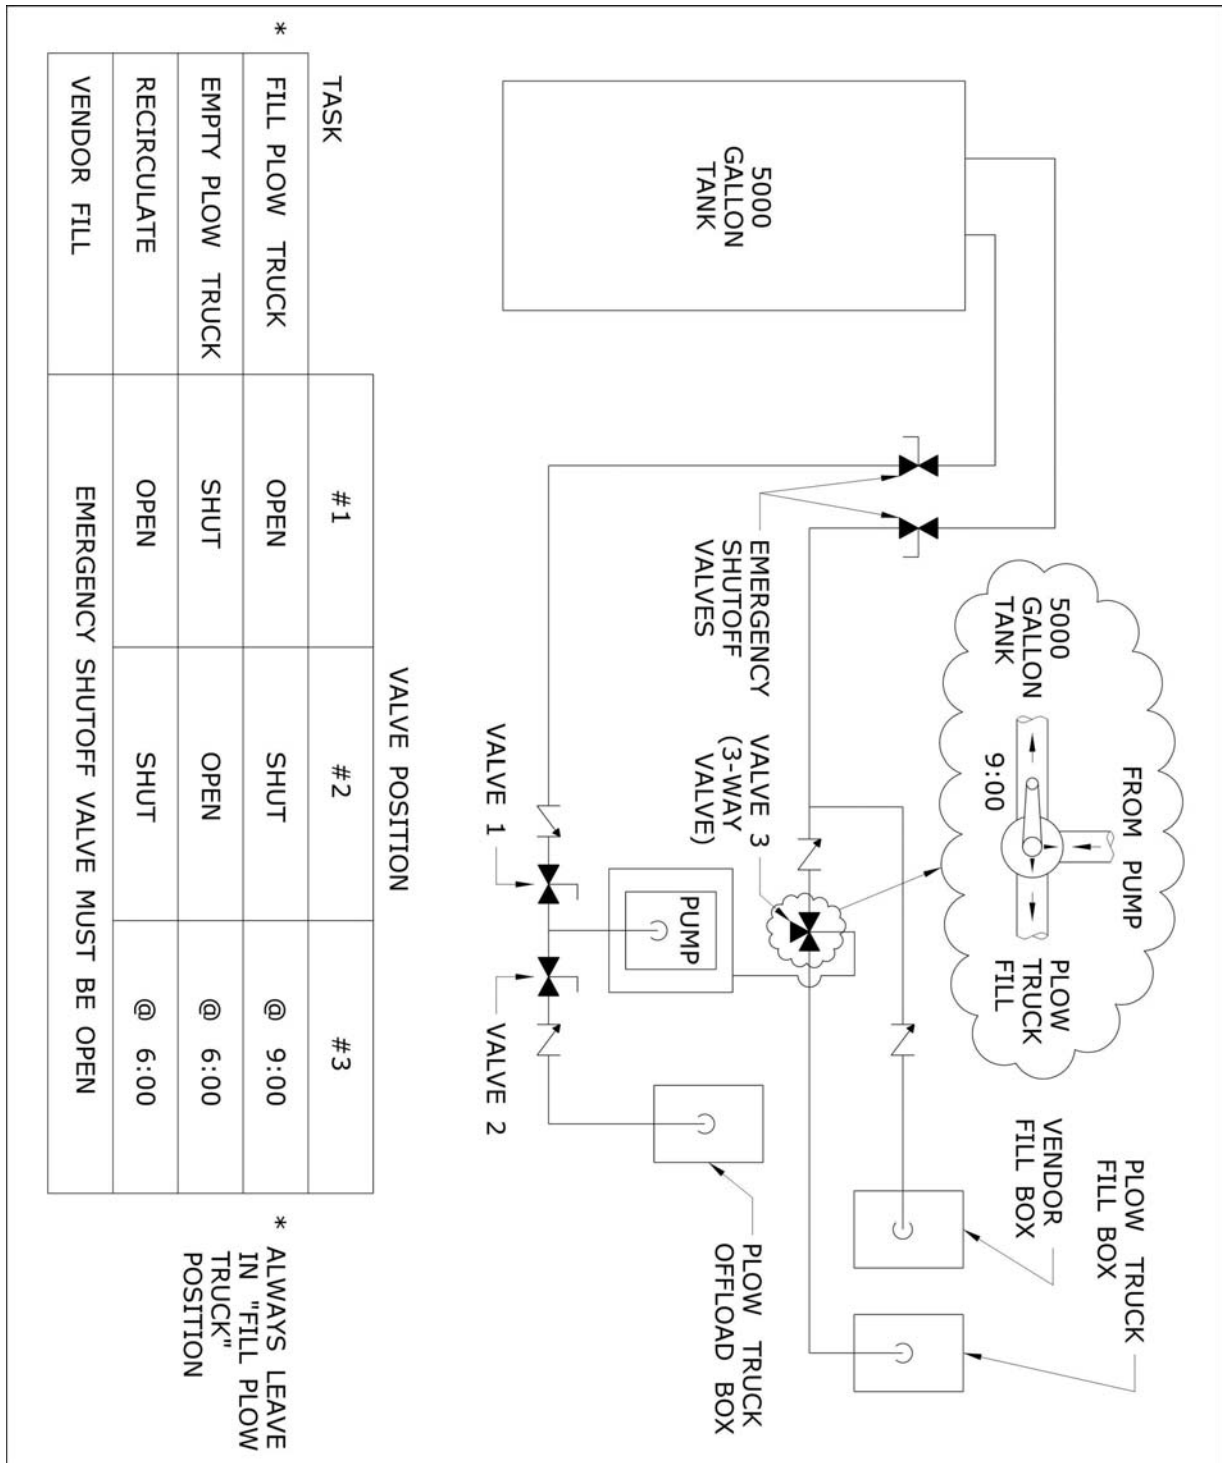 PLOW TRUCK
FILL BOX
VENDOR
FILL BOX
FROM PUMP
5000
GALLON
TANK
9:00
PLOW
TRUCK
FILL
5000
GALLON
TANK
EMERGENCY
SHUTOFF
VALVES
VALVE 3
(3-WAY
VALVE)
PUMP
PLOW TRUCK
OFFLOAD BOX
VALVE 1
VALVE 2
VALVE POSITION
TASK #1 #2 #3
* FILL PLOW TRUCK OPEN SHUT @ 9:00
EMPTY PLOW TRUCK SHUT OPEN @ 6:00
RECIRCULATE OPEN SHUT @ 6:00
VENDOR FILL EMERGENCY SHUTOFF VALVE MUST BE OPEN
* ALWAYS LEAVE
IN "FILL PLOW
TRUCK"
POSITION